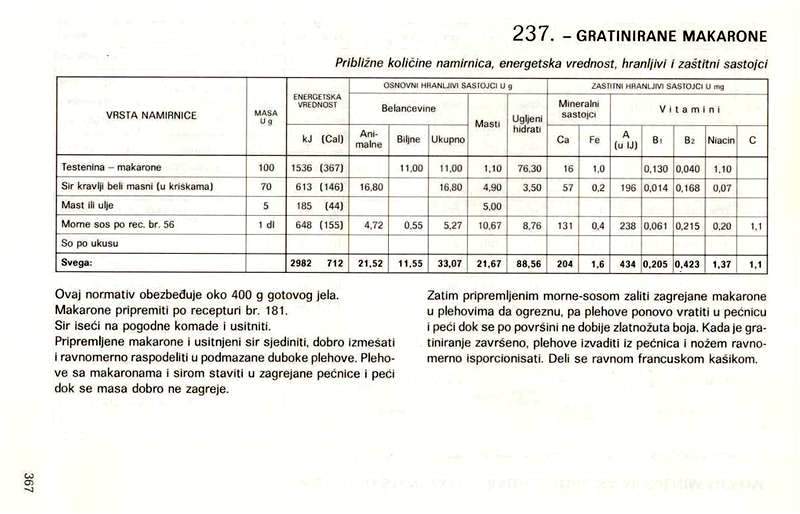 237. – GRATINIRANE MAKARONE
Približne količine namirnica, energetska vrednost, hranljivi i zaštitni sastojci
VRSTA NAMIRNICE
MASA
U g
ENERGETSKA
VREDNOST
kJ (Cal)
OSNOVNI HRANLJIVI SASTOJCI U g
Belančevine
Ani-
malne
Biljne
Ukupno
Masti
Ugljeni
hidrati
ZAŠTITNI HRANLJIVI SASTOJCI U mg
Mineralni
sastojci
Ca
Fe
Vitamini
A
(u IJ)
B1
B2
Niacin
C
Testenina – makarone 100 1536 (367) 11,00 11,00 1,10 76,30 16 1,0 0,130 0,040 1,10
Sir kravlji beli masni (u kriskama) 70 613 (146) 16,80 16,80 4,90 3,50 57 0,2 196 0,014 0,168 0,07
Mast ili ulje 5 185 (44) 5,00
Morne sos po rec. br. 56 1 dl 648 (155) 4,72 0,55 5,27 10,67 8,76 131 0,4 238 0,061 0,215 0,20 1,1
So po ukusu
Svega: 2982 712 21,52 11,55 33,07 21,67 88,56 204 1,6 434 0,205 0,423 1,37 1,1
Ovaj normativ obezbeđuje oko 400 g gotovog jela.
Makarone pripremiti po recepturi br. 181.
Sir iseći na pogodne komade i usitniti.
Pripremljene makarone i usitnjeni sir sjediniti, dobro izmešati
i ravnomerno raspodeliti u podmazane duboke plehove. Pleho-
ve sa makaronama i sirom staviti u zagrejane pećnice i peći
dok se masa dobro ne zagreje.
Zatim pripremljenim morne-sosom zaliti zagrejane makarone
u plehovima da ogreznu, pa plehove ponovo vratiti u pećnicu
i peći dok se po površini ne dobije zlatnožuta boja. Kada je gra-
tiniranje završeno, plehove izvaditi iz pećnica i nožem ravno-
merno isporcionisati. Deli se ravnom francuskom kašikom.
367